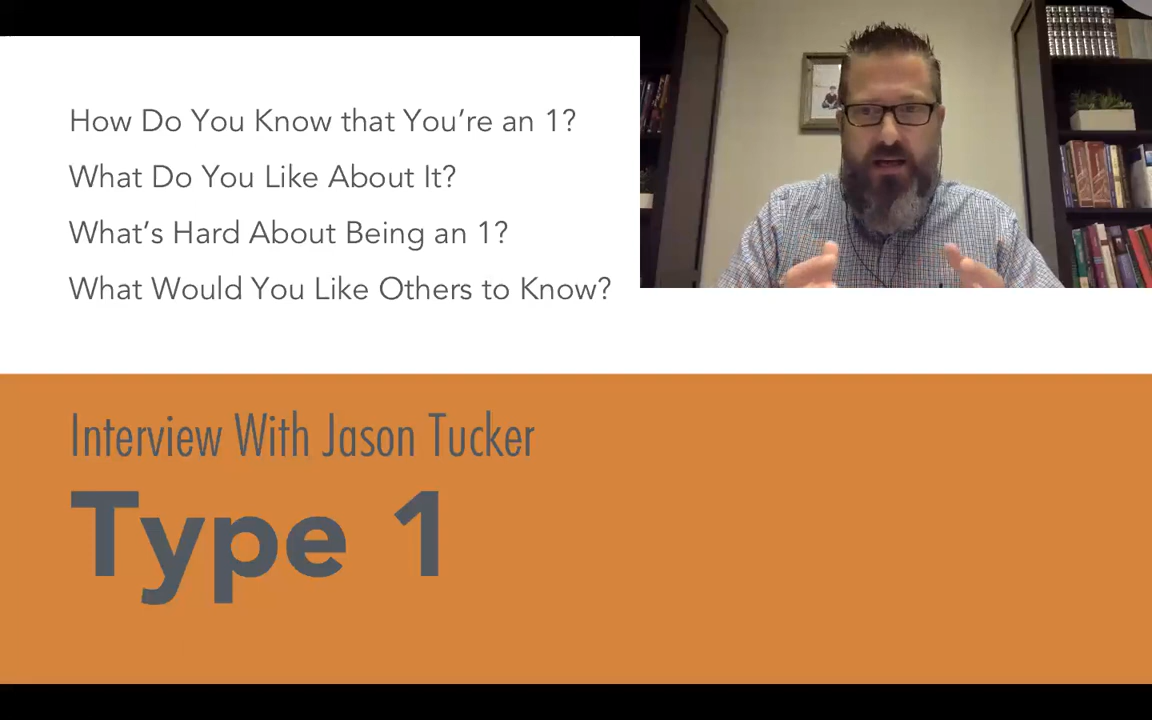 How Do You Know that You're an 1?
What Do You Like About It?
What's Hard About Being an 1?
What Would You Like Others to Know?
Interview With Jason Tucker
Type 1